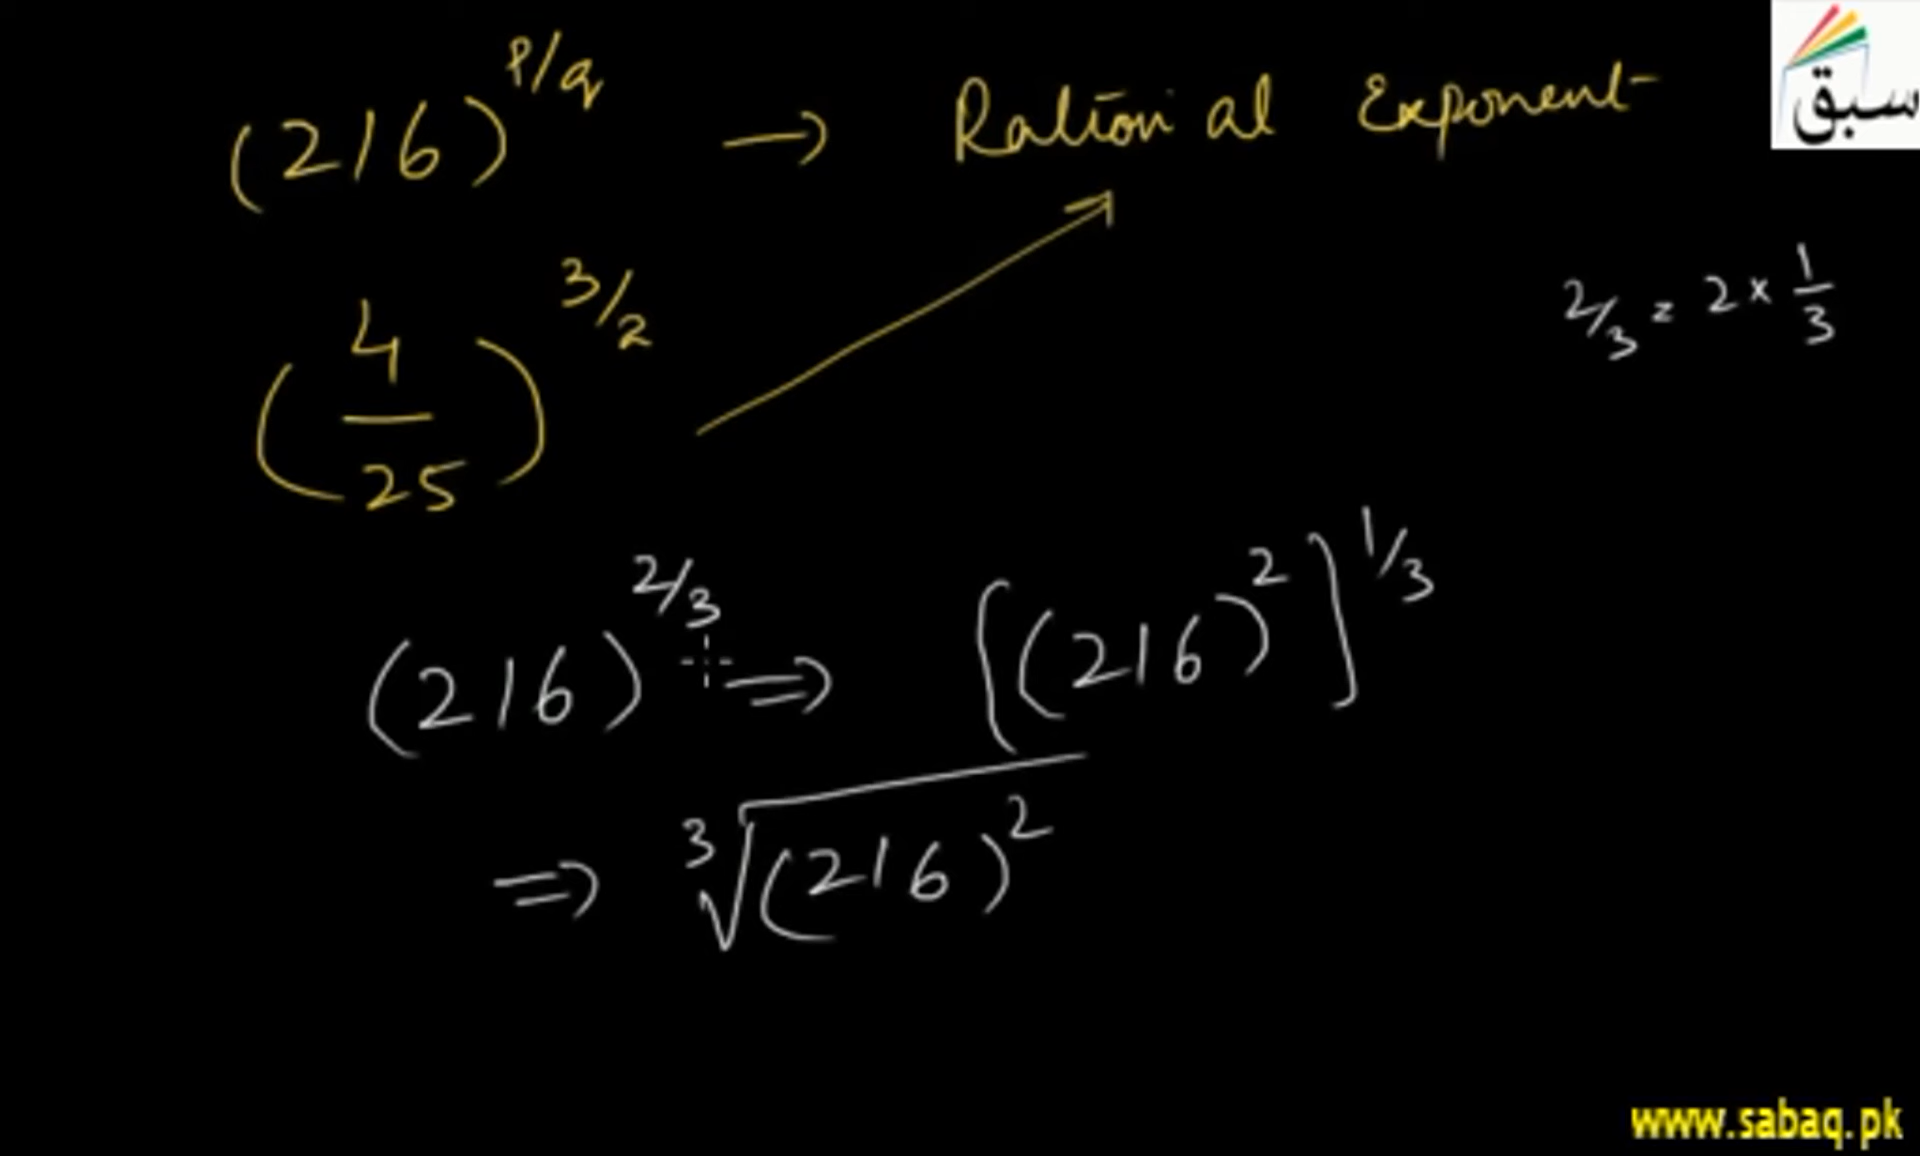 (216)^p/q → Rational Exponent
سبق
(4/25)^3/2
2/3 = 2 × 1/3
(216)^2/3 ⇒ [(216)^2]^1/3
⇒ ∛(216)^2
www.sabaq.pk